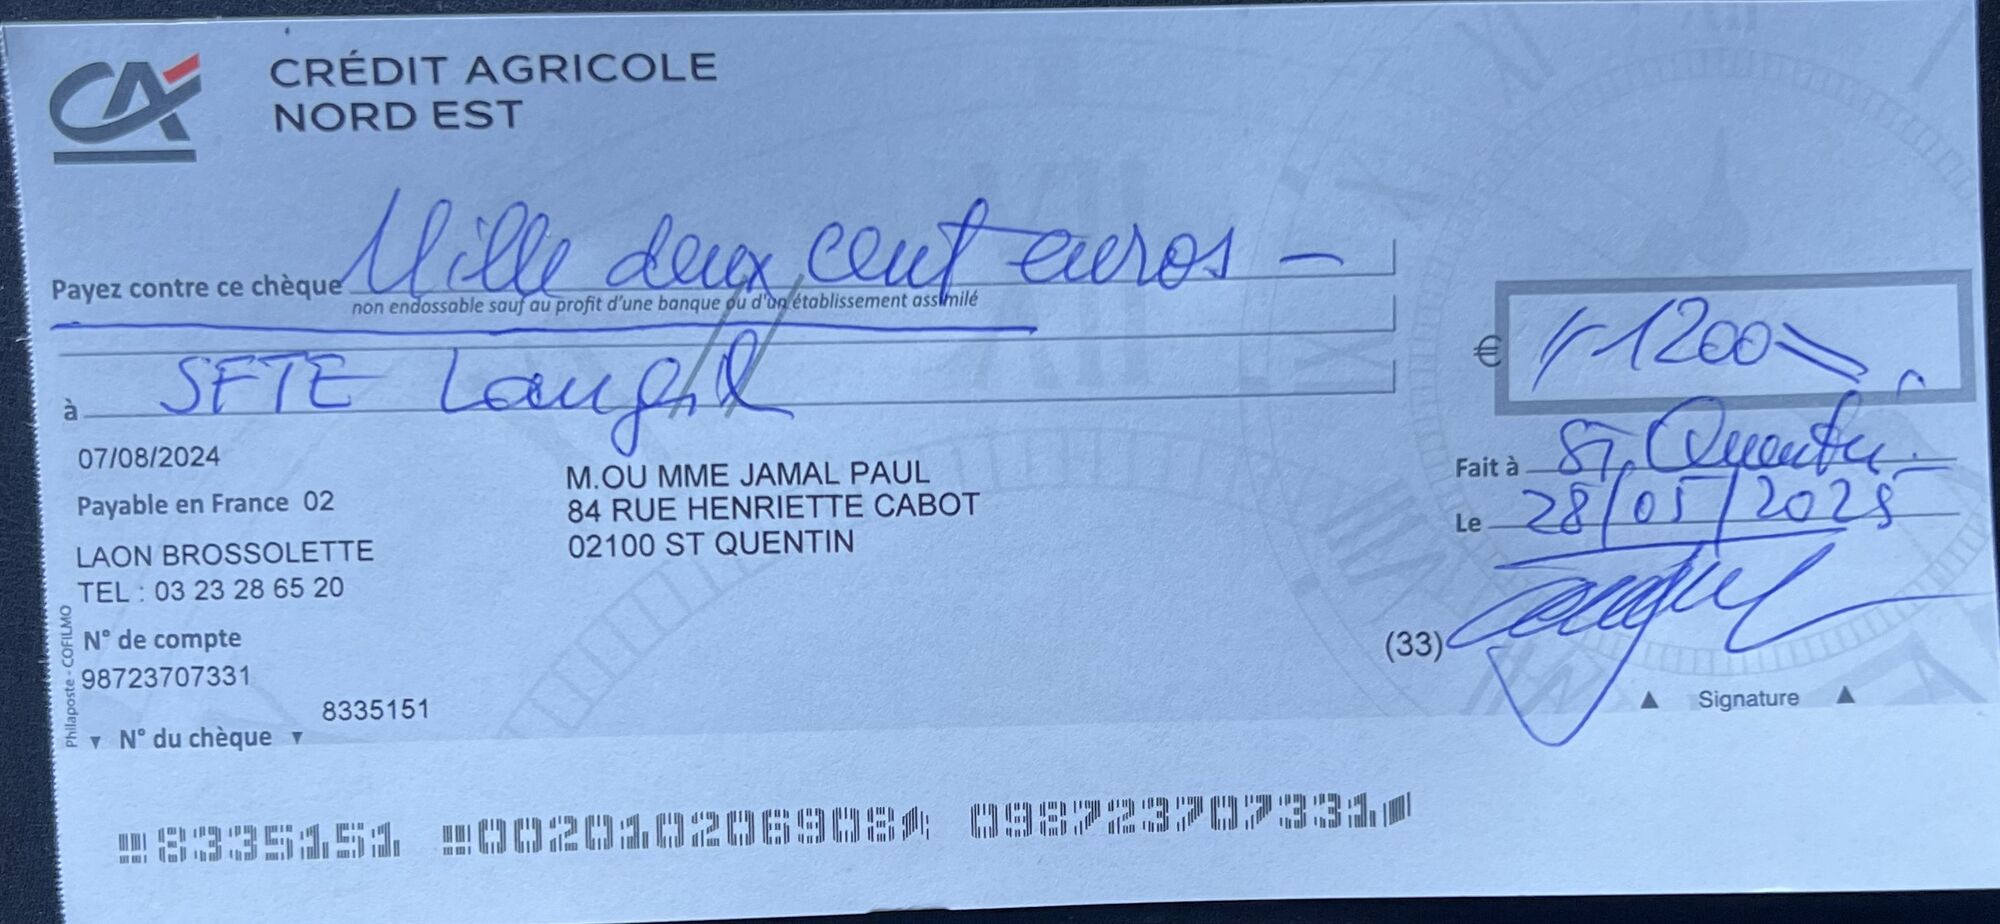 CA
CRÉDIT AGRICOLE
NORD EST
Payez contre ce chèque Mille deux cent euros -
non endossable sauf au profit d'une banque ou d'un établissement assimilé
€ 1200
à
07/08/2024
Payable en France 02
LAON BROSSOLETTE
TEL : 03 23 28 65 20
M.OU MME JAMAL PAUL
84 RUE HENRIETTE CABOT
02100 ST QUENTIN
Fait à St Quentin
Le 28/05/2025
(33)
Signature
N° de compte
98723707331
8335151
N° du chèque
Philaposte - COFILMO
8335151 002010206908 098723707331